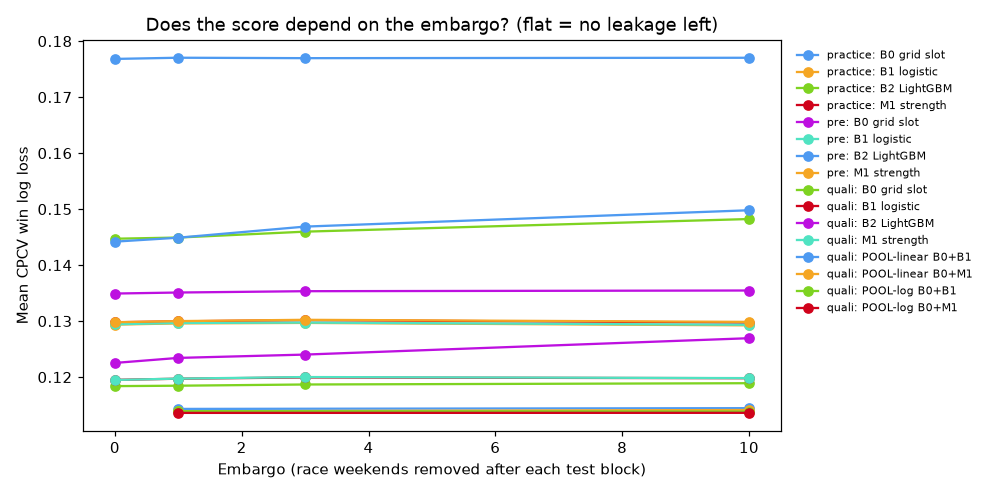 Does the score depend on the embargo? (flat = no leakage left)
Mean CPCV win log loss
0.18
0.17
0.16
0.15
0.14
0.13
0.12
0
2
4
6
8
10
Embargo (race weekends removed after each test block)
practice: B0 grid slot
practice: B1 logistic
practice: B2 LightGBM
practice: M1 strength
pre: B0 grid slot
pre: B1 logistic
pre: B2 LightGBM
pre: M1 strength
quali: B0 grid slot
quali: B1 logistic
quali: B2 LightGBM
quali: M1 strength
quali: POOL-linear B0+B1
quali: POOL-linear B0+M1
quali: POOL-log B0+B1
quali: POOL-log B0+M1